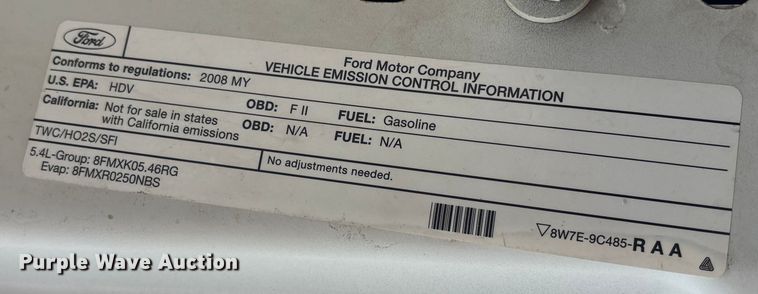 Ford
Ford Motor Company
VEHICLE EMISSION CONTROL INFORMATION
Conforms to regulations: 2008 MY
U.S. EPA: HDV OBD: F II FUEL: Gasoline
California: Not for sale in states with California emissions OBD: N/A FUEL: N/A
TWC/HO2S/SFI
No adjustments needed.
5.4L-Group: 8FMXK05.46RG
Evap: 8FMXR0250NBS
▽8W7E-9C485-RAA
Purple Wave Auction